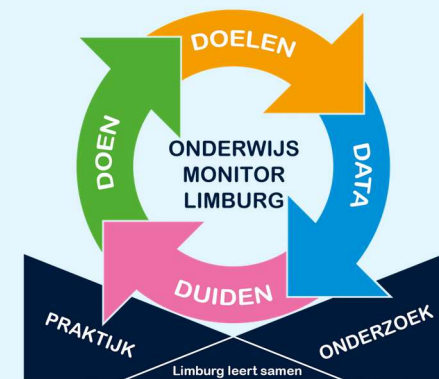 DOELEN
DOEN
ONDERWIJS
MONITOR
LIMBURG
DATA
DUIDEN
PRAKTIJK
ONDERZOEK
Limburg leert samen